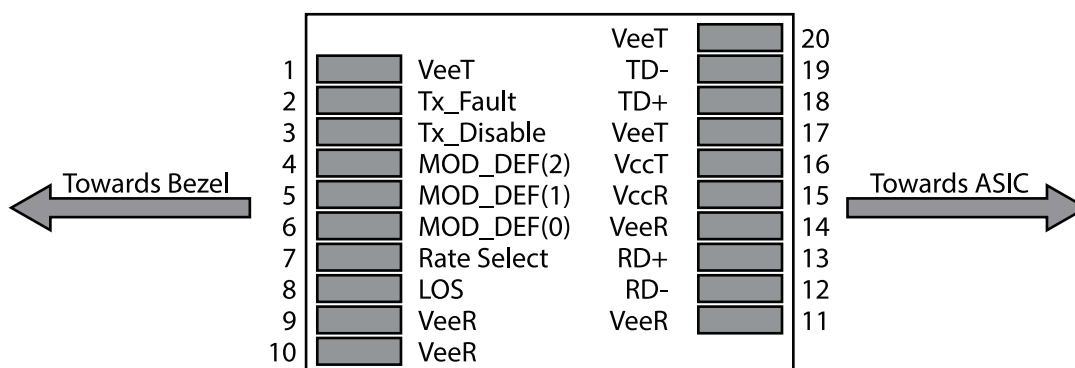 VeeT 20
1 VeeT TD- 19
2 Tx_Fault TD+ 18
3 Tx_Disable VeeT 17
4 MOD_DEF(2) VccT 16
Towards Bezel 5 MOD_DEF(1) VccR 15 Towards ASIC
6 MOD_DEF(0) VeeR 14
7 Rate Select RD+ 13
8 LOS RD- 12
9 VeeR VeeR 11
10 VeeR